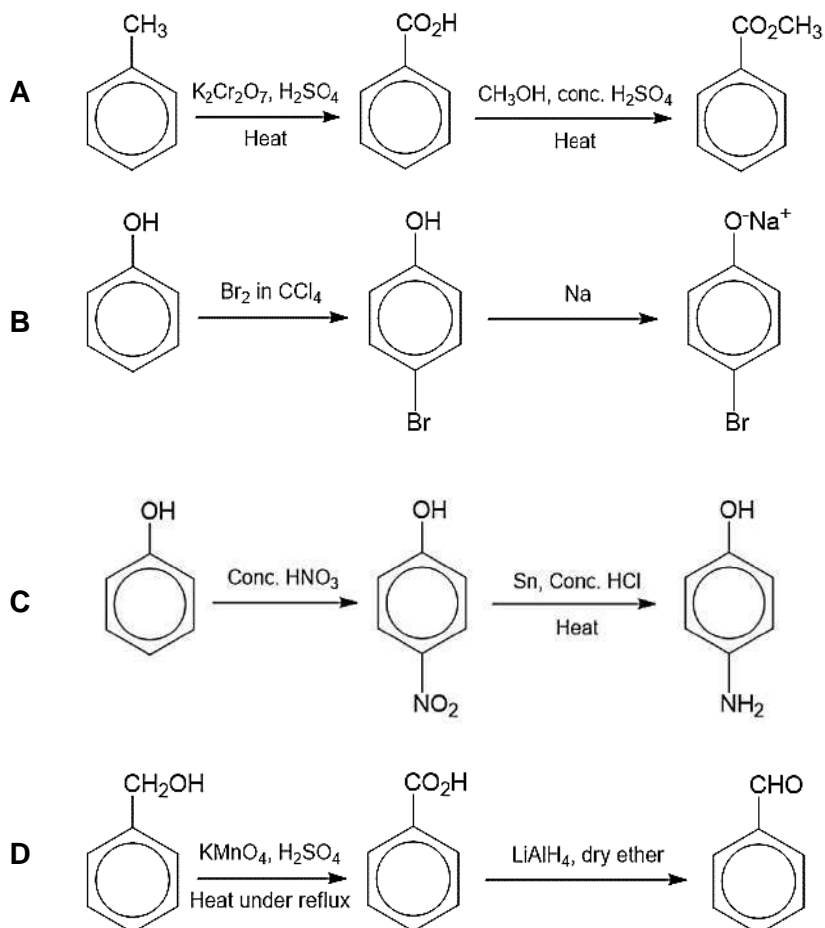 CH₃ CO₂H CO₂CH₃
A K₂Cr₂O₇, H₂SO₄ CH₃OH, conc. H₂SO₄
Heat Heat
OH OH O⁻Na⁺
B Br₂ in CCl₄ Na
Br Br
OH OH OH
C Conc. HNO₃ Sn, Conc. HCl
Heat
NO₂ NH₂
CH₂OH CO₂H CHO
D KMnO₄, H₂SO₄ LiAlH₄, dry ether
Heat under reflux